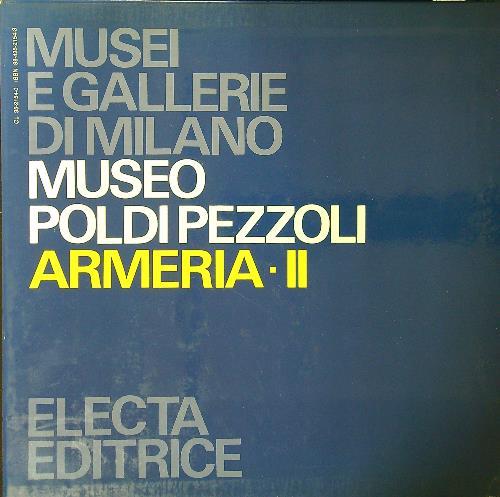 MUSEI
E GALLERIE
DI MILANO
MUSEO
POLDI PEZZOLI
ARMERIA · II
ELECTA
EDITRICE